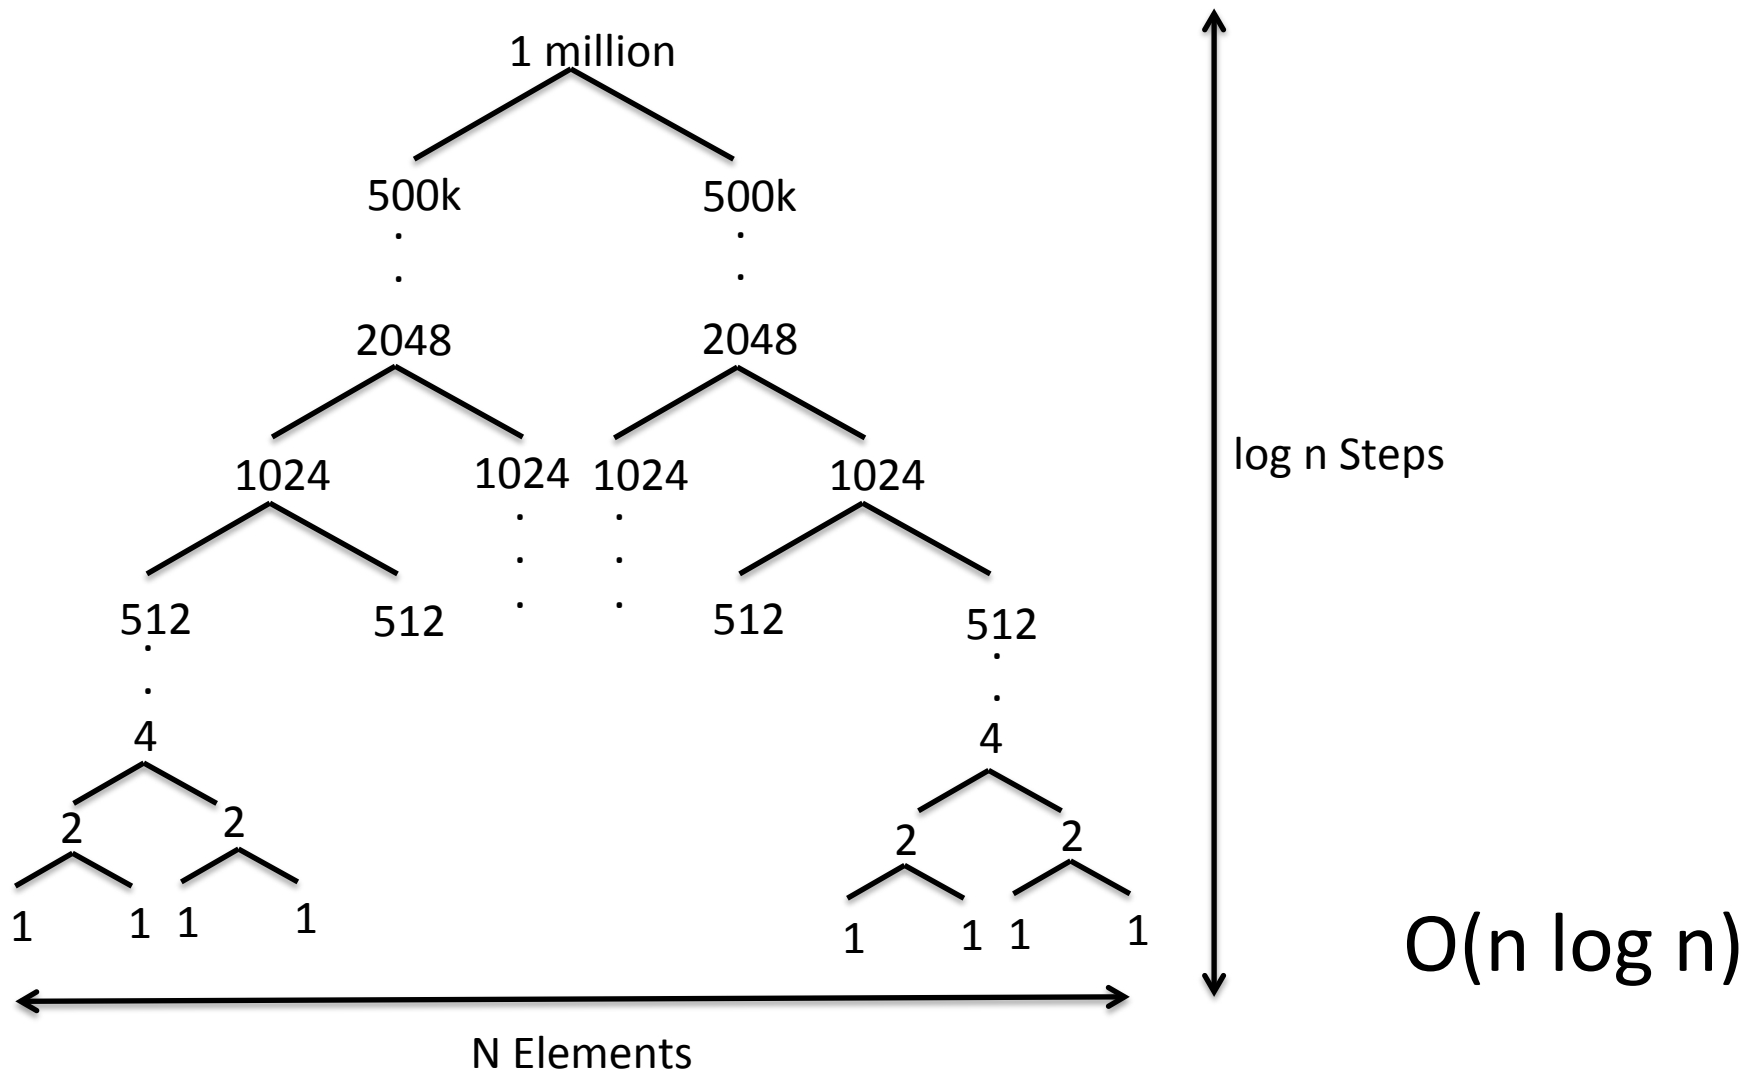 1 million
500k 500k
. .
. .
2048 2048
1024 1024 1024 1024
log n Steps
. .
. .
. .
512 512 512 512
. .
. .
4 4
2 2 2 2
1 1 1 1 1 1 1 1
O(n log n)
N Elements